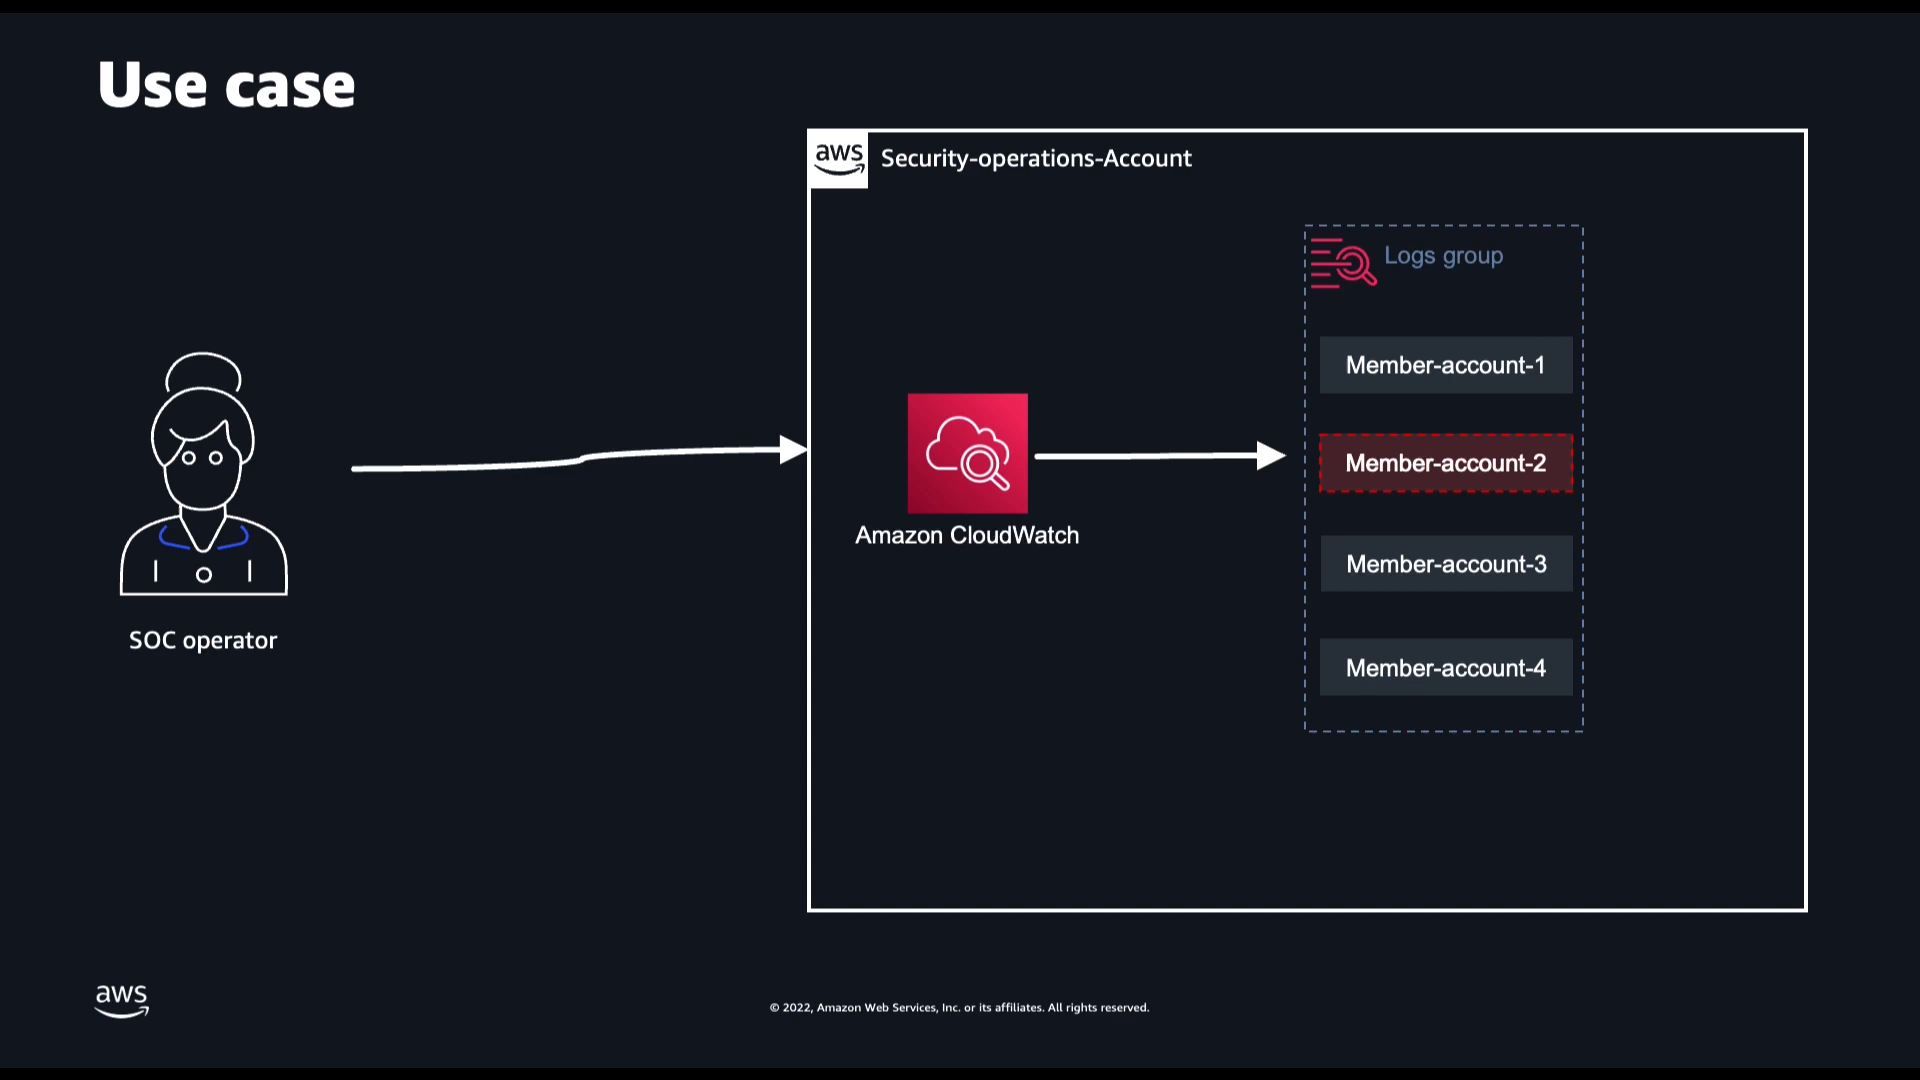 Use case
aws
Security-operations-Account
Logs group
Member-account-1
Member-account-2
Member-account-3
Member-account-4
Amazon CloudWatch
SOC operator
aws
© 2022, Amazon Web Services, Inc. or its affiliates. All rights reserved.